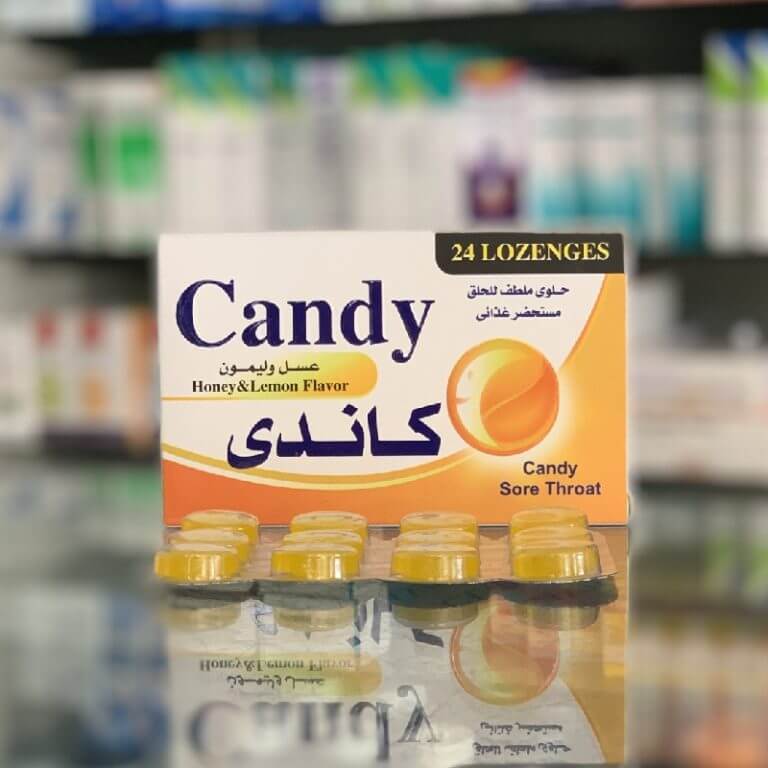 24 LOZENGES
Candy
حلوى ملطف للحلق
مستحضر غذائى
عسل وليمون
Honey&Lemon Flavor
كاندى
Candy
Sore Throat